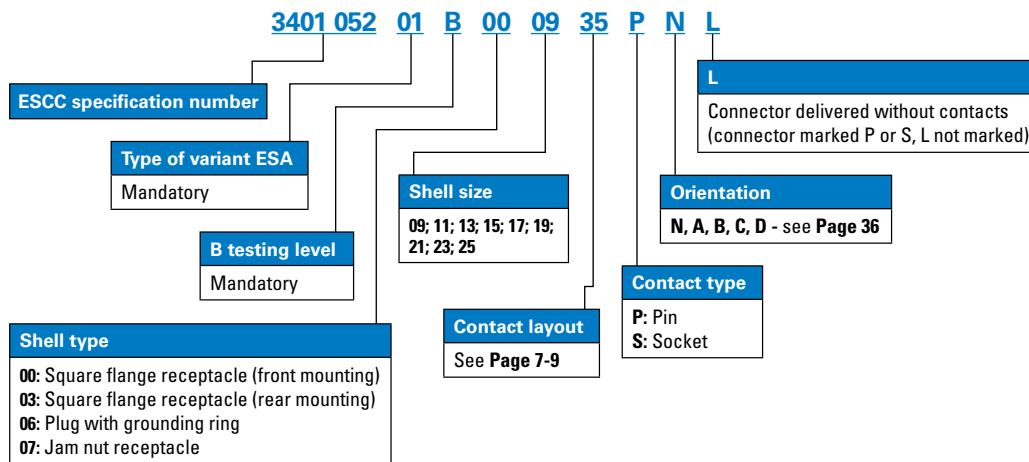 3401 052 01 B 00 09 35 P N L
ESCC specification number
Type of variant ESA
Mandatory
B testing level
Mandatory
Shell type
00: Square flange receptacle (front mounting)
03: Square flange receptacle (rear mounting)
06: Plug with grounding ring
07: Jam nut receptacle
Shell size
09; 11; 13; 15; 17; 19;
21; 23; 25
Contact layout
See Page 7-9
Contact type
P: Pin
S: Socket
Orientation
N, A, B, C, D - see Page 36
L
Connector delivered without contacts
(connector marked P or S, L not marked)